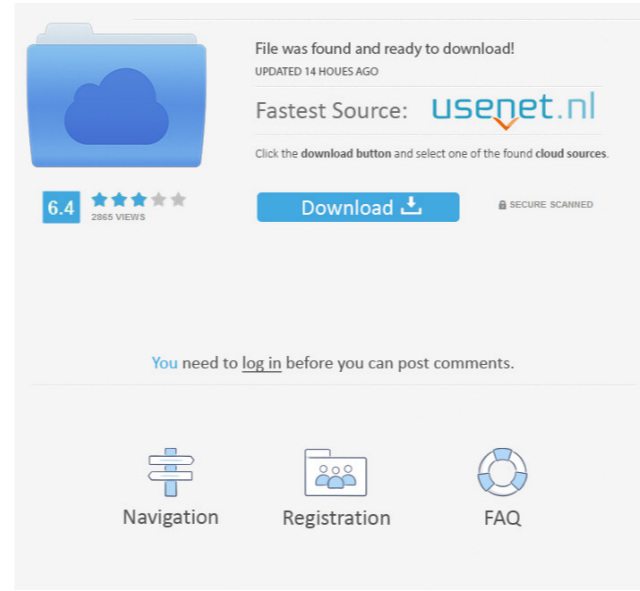 File was found and ready to download!
UPDATED 14 HOUES AGO
Fastest Source: usenet.nl
Click the download button and select one of the found cloud sources.
6.4
2865 VIEWS
Download
SECURE SCANNED
You need to log in before you can post comments.
Navigation
Registration
FAQ